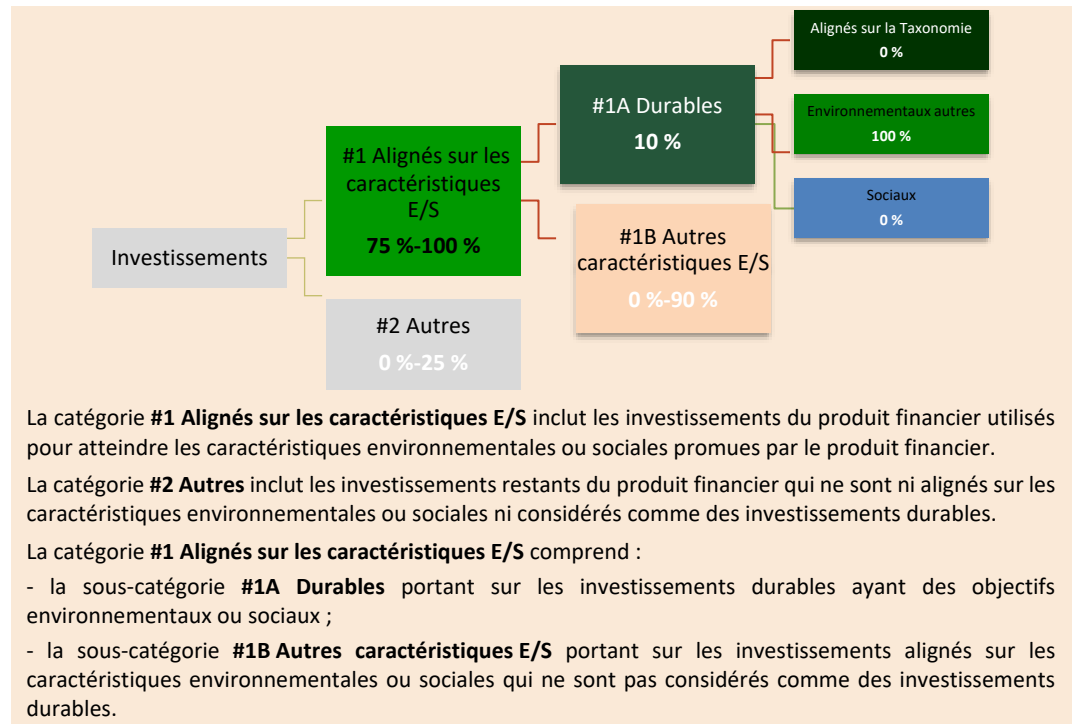 Alignés sur la Taxonomie
0 %
#1A Durables
10 %
Environnementaux autres
100 %
#1 Alignés sur les
caractéristiques
E/S
75 %-100 %
Sociaux
0 %
#1B Autres
caractéristiques E/S
0 %-90 %
Investissements
#2 Autres
0 %-25 %
La catégorie #1 Alignés sur les caractéristiques E/S inclut les investissements du produit financier utilisés
pour atteindre les caractéristiques environnementales ou sociales promues par le produit financier.
La catégorie #2 Autres inclut les investissements restants du produit financier qui ne sont ni alignés sur les
caractéristiques environnementales ou sociales ni considérés comme des investissements durables.
La catégorie #1 Alignés sur les caractéristiques E/S comprend :
- la sous-catégorie #1A Durables portant sur les investissements durables ayant des objectifs
environnementaux ou sociaux ;
- la sous-catégorie #1B Autres caractéristiques E/S portant sur les investissements alignés sur les
caractéristiques environnementales ou sociales qui ne sont pas considérés comme des investissements
durables.